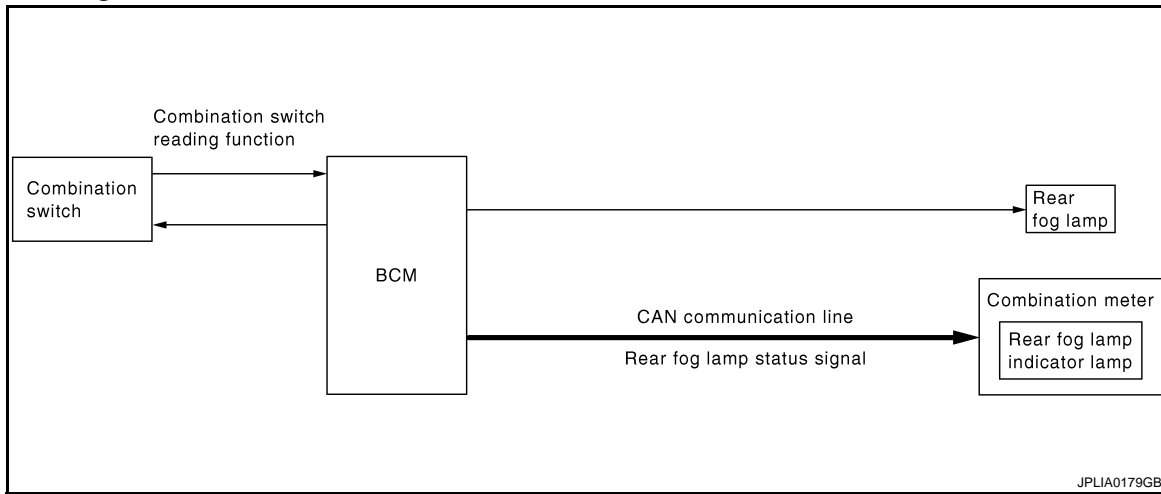 Combination switch
reading function
Combination
switch
BCM
Rear
fog lamp
CAN communication line
Rear fog lamp status signal
Combination meter
Rear fog lamp
indicator lamp
JPLIA0179GB